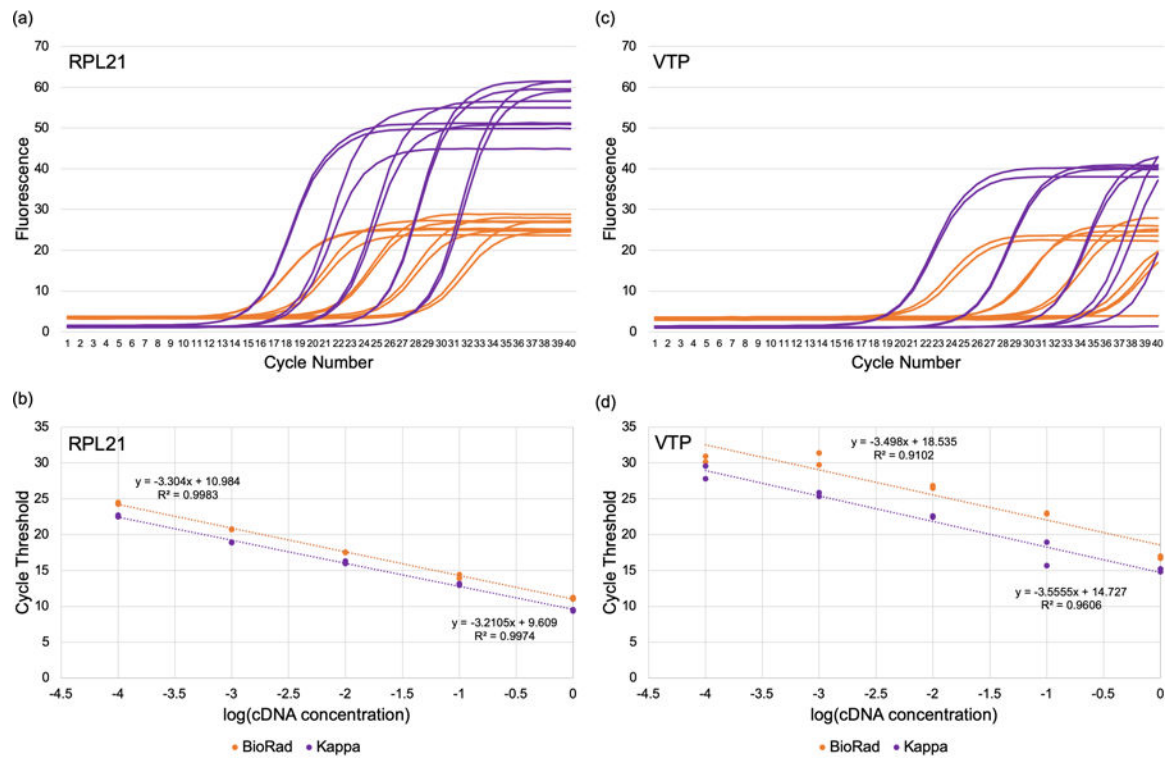 (a)
RPL21
70
60
50
40
30
20
10
0
Fluorescence
1 2 3 4 5 6 7 8 9 10 11 12 13 14 15 16 17 18 19 20 21 22 23 24 25 26 27 28 29 30 31 32 33 34 35 36 37 38 39 40
Cycle Number
(c)
VTP
70
60
50
40
30
20
10
0
Fluorescence
1 2 3 4 5 6 7 8 9 10 11 12 13 14 15 16 17 18 19 20 21 22 23 24 25 26 27 28 29 30 31 32 33 34 35 36 37 38 39 40
Cycle Number
(b)
RPL21
35
30
25
20
15
10
5
0
Cycle Threshold
y = -3.304x + 10.984
R² = 0.9983
y = -3.2105x + 9.609
R² = 0.9974
-4.5 -4 -3.5 -3 -2.5 -2 -1.5 -1 -0.5 0
log(cDNA concentration)
BioRad Kappa
(d)
VTP
35
30
25
20
15
10
5
0
Cycle Threshold
y = -3.498x + 18.535
R² = 0.9102
y = -3.5555x + 14.727
R² = 0.9606
-4.5 -4 -3.5 -3 -2.5 -2 -1.5 -1 -0.5 0
log(cDNA concentration)
BioRad Kappa